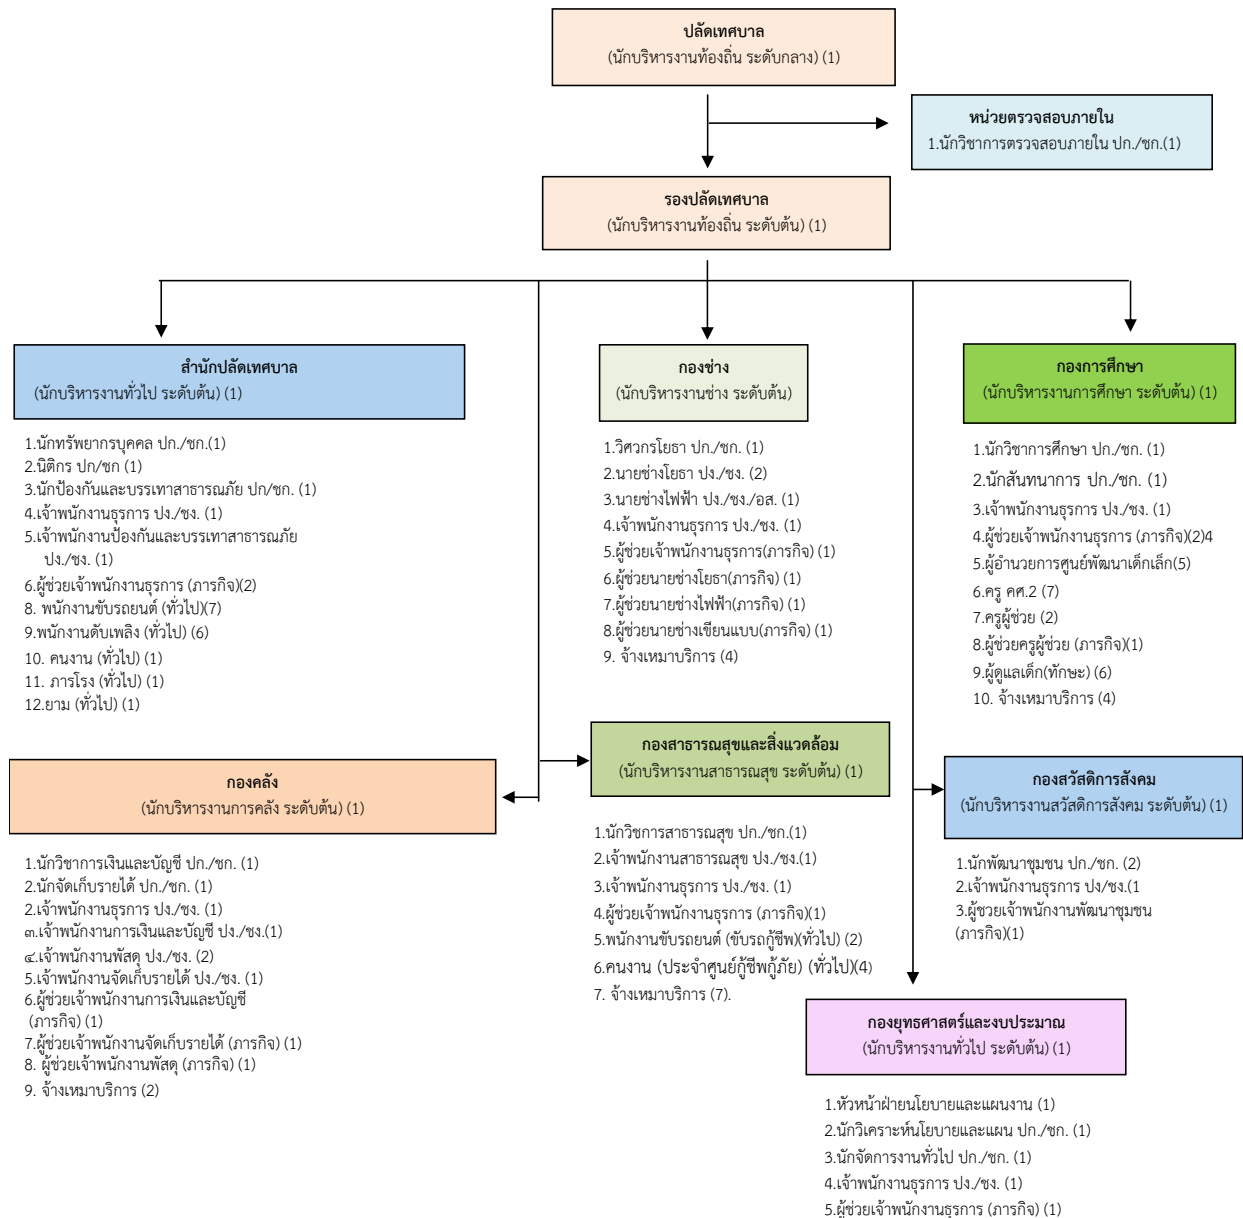 ปลัดเทศบาล
(นักบริหารงานท้องถิ่น ระดับกลาง) (1)
หน่วยตรวจสอบภายใน
1.นักวิชาการตรวจสอบภายใน ปก./ชก.(1)
รองปลัดเทศบาล
(นักบริหารงานท้องถิ่น ระดับต้น) (1)
สำนักปลัดเทศบาล
(นักบริหารงานทั่วไป ระดับต้น) (1)
1.นักทรัพยากรบุคคล ปก./ชก.(1)
2.นิติกร ปก/ชก (1)
3.นักป้องกันและบรรเทาสาธารณภัย ปก/ชก. (1)
4.เจ้าพนักงานธุรการ ปง./ชง. (1)
5.เจ้าพนักงานป้องกันและบรรเทาสาธารณภัย
ปง./ชง. (1)
6.ผู้ช่วยเจ้าพนักงานธุรการ (ภารกิจ)(2)
8. พนักงานขับรถยนต์ (ทั่วไป)(7)
9.พนักงานดับเพลิง (ทั่วไป) (6)
10. คนงาน (ทั่วไป) (1)
11. ภารโรง (ทั่วไป) (1)
12.ยาม (ทั่วไป) (1)
กองช่าง
(นักบริหารงานช่าง ระดับต้น)
1.วิศวกรโยธา ปก./ชก. (1)
2.นายช่างโยธา ปง./ชง. (2)
3.นายช่างไฟฟ้า ปง./ชง./อส. (1)
4.เจ้าพนักงานธุรการ ปง./ชง. (1)
5.ผู้ช่วยเจ้าพนักงานธุรการ(ภารกิจ) (1)
6.ผู้ช่วยนายช่างโยธา(ภารกิจ) (1)
7.ผู้ช่วยนายช่างไฟฟ้า(ภารกิจ) (1)
8.ผู้ช่วยนายช่างเขียนแบบ(ภารกิจ) (1)
9. จ้างเหมาบริการ (4)
กองการศึกษา
(นักบริหารงานการศึกษา ระดับต้น) (1)
1.นักวิชาการศึกษา ปก./ชก. (1)
2.นักสันทนาการ ปก./ชก. (1)
3.เจ้าพนักงานธุรการ ปง./ชง. (1)
4.ผู้ช่วยเจ้าพนักงานธุรการ (ภารกิจ)(2)4
5.ผู้อำนวยการศูนย์พัฒนาเด็กเล็ก(5)
6.ครู คศ.2 (7)
7.ครูผู้ช่วย (2)
8.ผู้ช่วยครูผู้ช่วย (ภารกิจ)(1)
9.ผู้ดูแลเด็ก(ทักษะ) (6)
10. จ้างเหมาบริการ (4)
กองคลัง
(นักบริหารงานการคลัง ระดับต้น) (1)
1.นักวิชาการเงินและบัญชี ปก./ชก. (1)
2.นักจัดเก็บรายได้ ปก./ชก. (1)
2.เจ้าพนักงานธุรการ ปง./ชง. (1)
๓.เจ้าพนักงานการเงินและบัญชี ปง./ชง.(1)
๔.เจ้าพนักงานพัสดุ ปง./ชง. (2)
5.เจ้าพนักงานจัดเก็บรายได้ ปง./ชง. (1)
6.ผู้ช่วยเจ้าพนักงานการเงินและบัญชี
(ภารกิจ) (1)
7.ผู้ช่วยเจ้าพนักงานจัดเก็บรายได้ (ภารกิจ) (1)
8. ผู้ช่วยเจ้าพนักงานพัสดุ (ภารกิจ) (1)
9. จ้างเหมาบริการ (2)
กองสาธารณสุขและสิ่งแวดล้อม
(นักบริหารงานสาธารณสุข ระดับต้น) (1)
1.นักวิชการสาธารณสุข ปก./ชก.(1)
2.เจ้าพนักงานสาธารณสุข ปง./ชง.(1)
3.เจ้าพนักงานธุรการ ปง./ชง. (1)
4.ผู้ช่วยเจ้าพนักงานธุรการ (ภารกิจ)(1)
5.พนักงานขับรถยนต์ (ขับรถกู้ชีพ)(ทั่วไป) (2)
6.คนงาน (ประจำศูนย์กู้ชีพกู้ภัย) (ทั่วไป)(4)
7. จ้างเหมาบริการ (7).
กองสวัสดิการสังคม
(นักบริหารงานสวัสดิการสังคม ระดับต้น) (1)
1.นักพัฒนาชุมชน ปก./ชก. (2)
2.เจ้าพนักงานธุรการ ปง/ชง.(1
3.ผู้ชวยเจ้าพนักงานพัฒนาชุมชน
(ภารกิจ)(1)
กองยุทธศาสตร์และงบประมาณ
(นักบริหารงานทั่วไป ระดับต้น) (1)
1.หัวหน้าฝ่ายนโยบายและแผนงาน (1)
2.นักวิเคราะห์นโยบายและแผน ปก./ชก. (1)
3.นักจัดการงานทั่วไป ปก./ชก. (1)
4.เจ้าพนักงานธุรการ ปง./ชง. (1)
5.ผู้ช่วยเจ้าพนักงานธุรการ (ภารกิจ) (1)